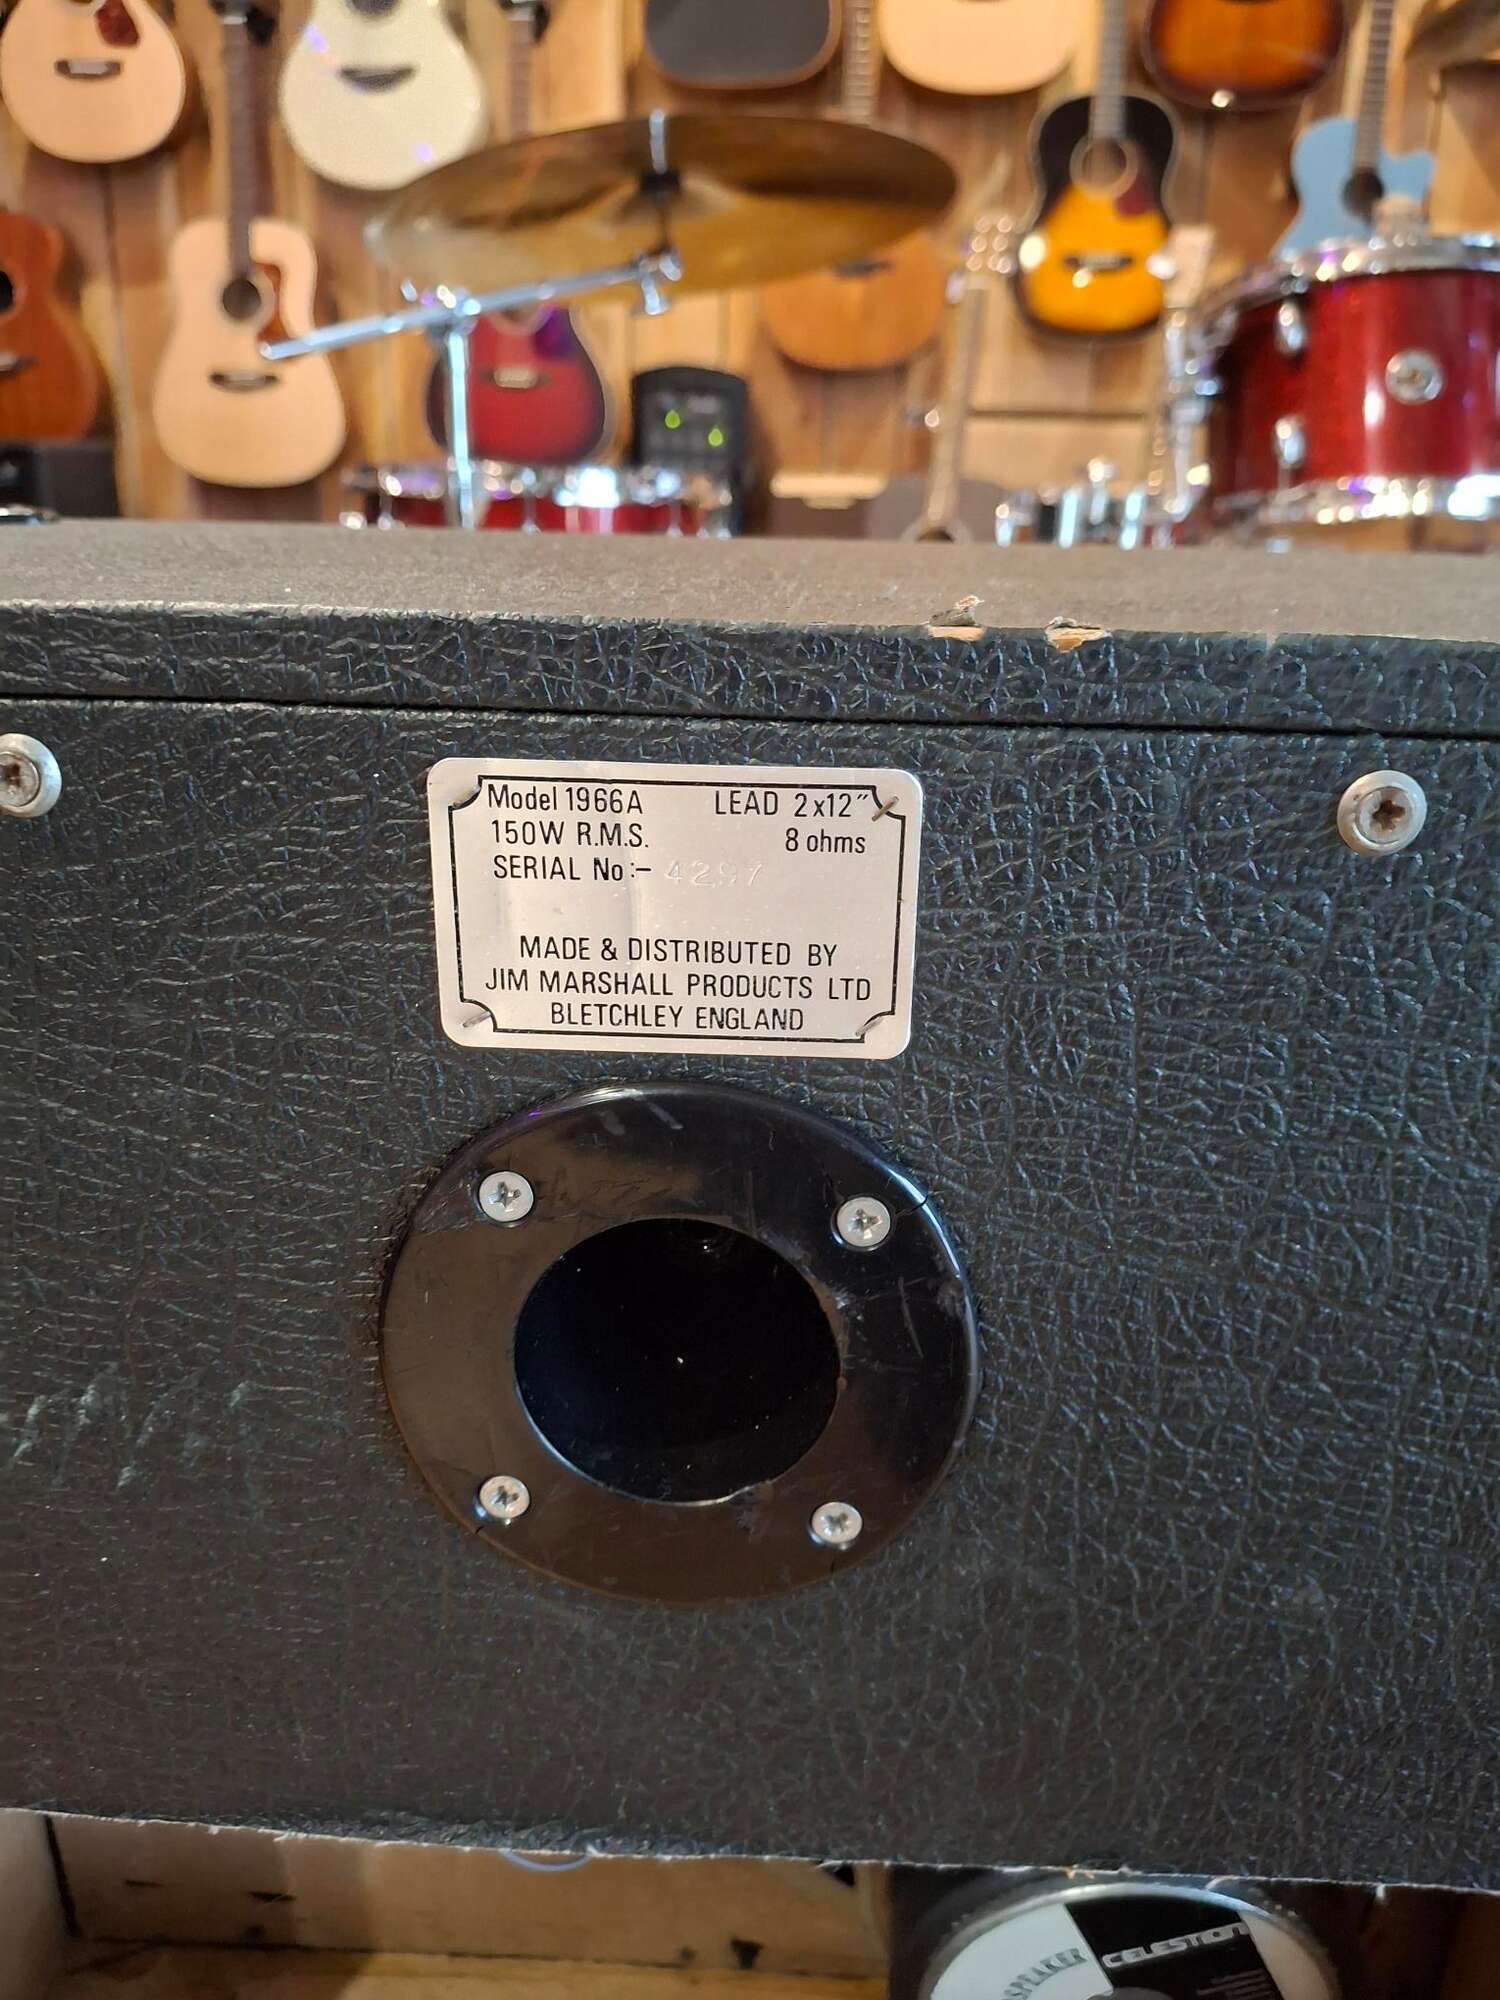 Model 1966A LEAD 2x12"
150W R.M.S. 8 ohms
SERIAL No:- 4297
MADE & DISTRIBUTED BY
JIM MARSHALL PRODUCTS LTD
BLETCHLEY ENGLAND
CELESTION